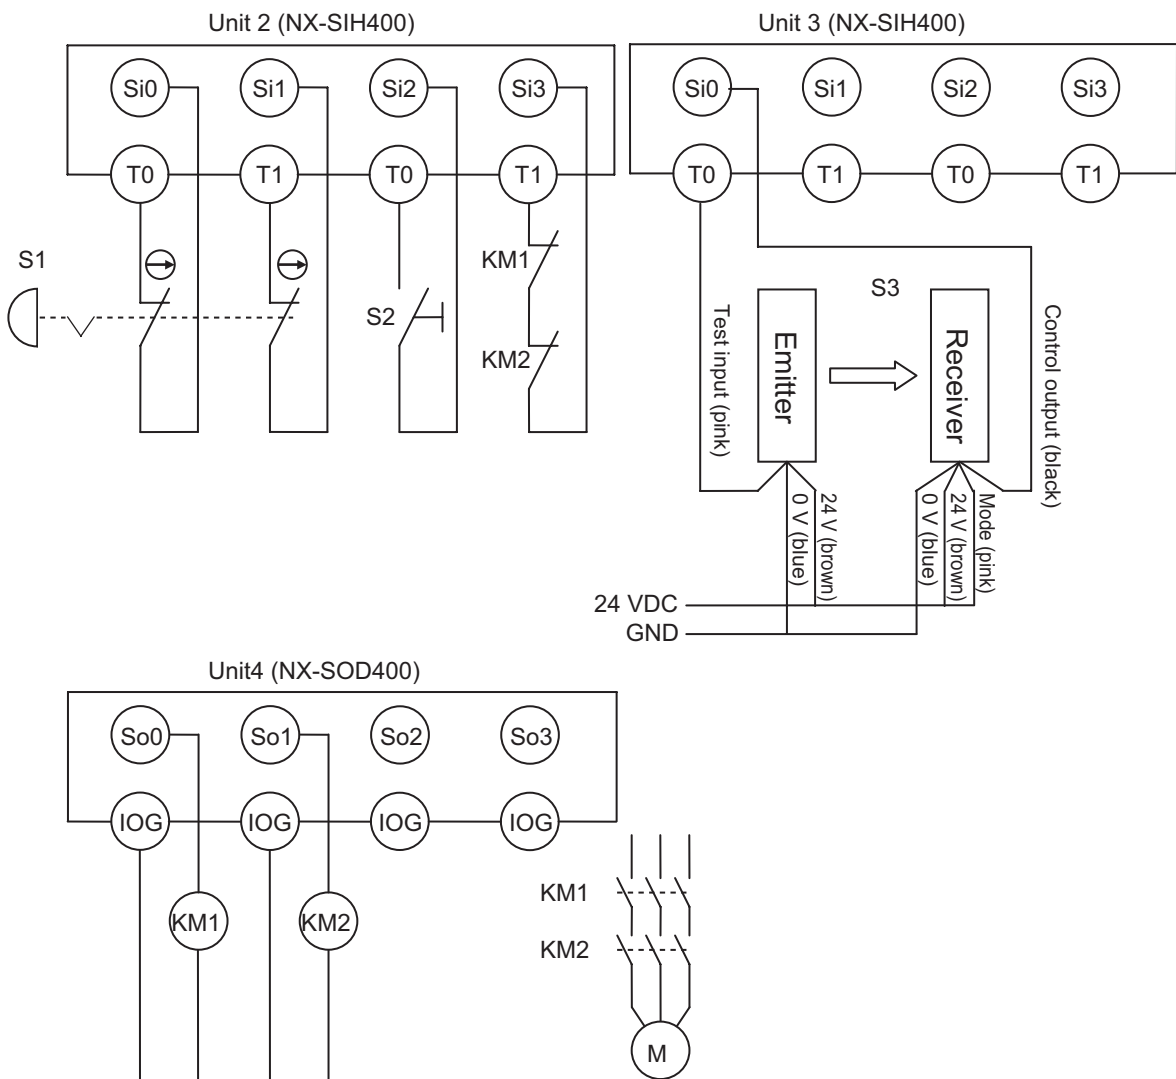 Unit 2 (NX-SIH400)
Si0 Si1 Si2 Si3
T0 T1 T0 T1
S1
S2
KM1
KM2
Unit 3 (NX-SIH400)
Si0 Si1 Si2 Si3
T0 T1 T0 T1
S3
Test input (pink)
Emitter
Receiver
Control output (black)
0 V (blue)
24 V (brown)
0 V (blue)
24 V (brown)
Mode (pink)
24 VDC
GND
Unit4 (NX-SOD400)
So0 So1 So2 So3
IOG IOG IOG IOG
KM1 KM2
KM1
KM2
M